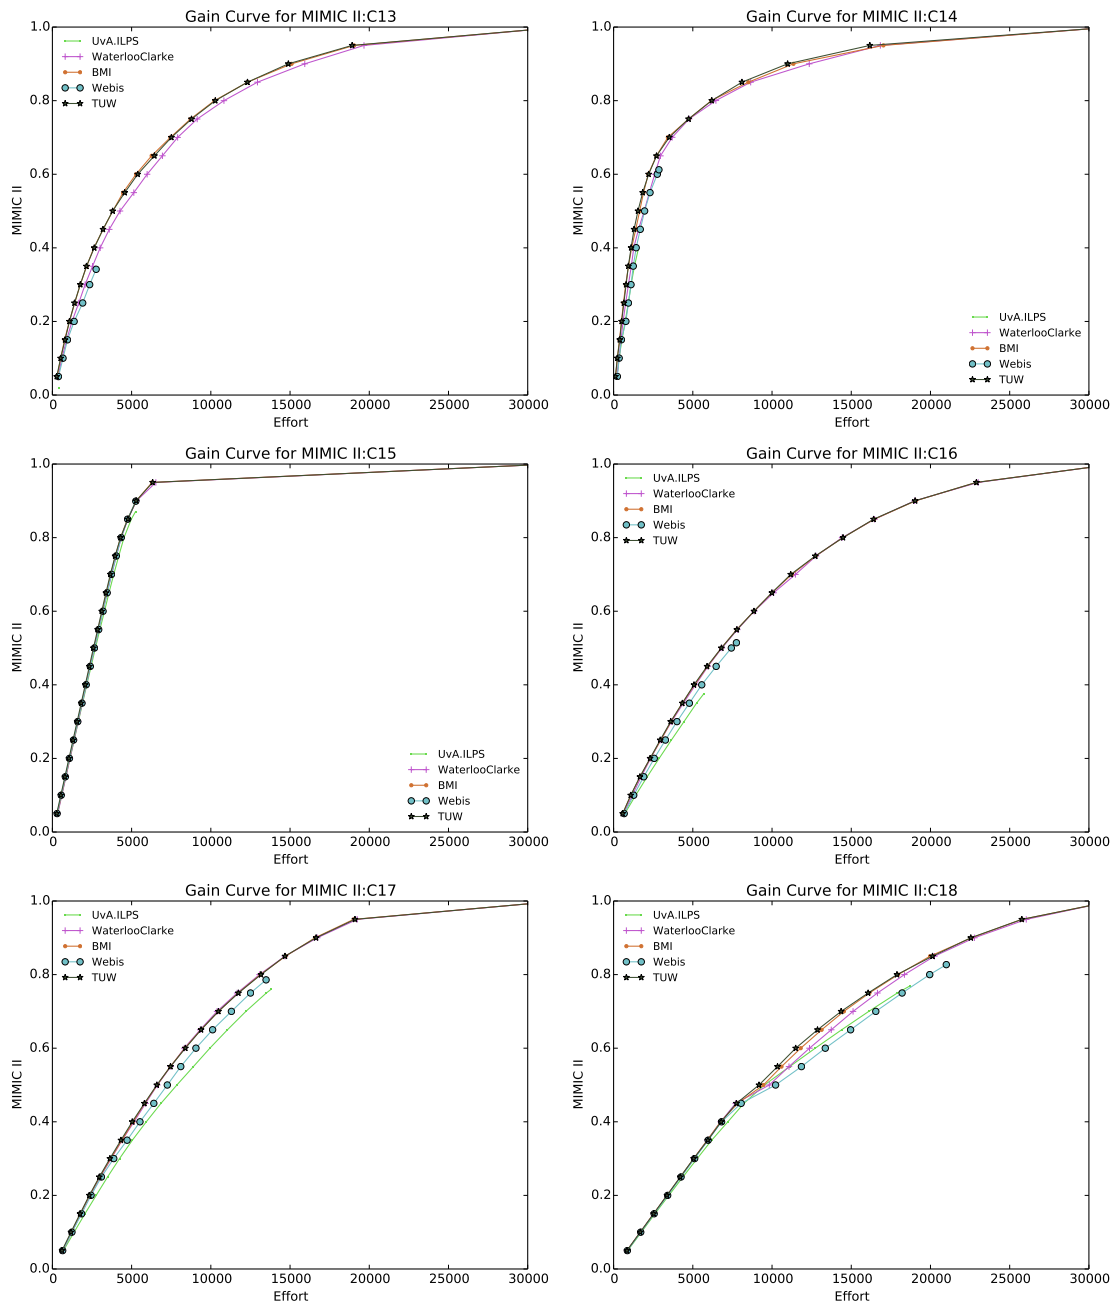 Gain Curve for MIMIC II:C13
1.0
0.8
0.6
0.4
0.2
0.0
MIMIC II
UvA.ILPS
WaterlooClarke
BMI
Webis
TUW
0 5000 10000 15000 20000 25000 30000
Effort
Gain Curve for MIMIC II:C14
1.0
0.8
0.6
0.4
0.2
0.0
MIMIC II
UvA.ILPS
WaterlooClarke
BMI
Webis
TUW
0 5000 10000 15000 20000 25000 30000
Effort
Gain Curve for MIMIC II:C15
1.0
0.8
0.6
0.4
0.2
0.0
MIMIC II
UvA.ILPS
WaterlooClarke
BMI
Webis
TUW
0 5000 10000 15000 20000 25000 30000
Effort
Gain Curve for MIMIC II:C16
1.0
0.8
0.6
0.4
0.2
0.0
MIMIC II
UvA.ILPS
WaterlooClarke
BMI
Webis
TUW
0 5000 10000 15000 20000 25000 30000
Effort
Gain Curve for MIMIC II:C17
1.0
0.8
0.6
0.4
0.2
0.0
MIMIC II
UvA.ILPS
WaterlooClarke
BMI
Webis
TUW
0 5000 10000 15000 20000 25000 30000
Effort
Gain Curve for MIMIC II:C18
1.0
0.8
0.6
0.4
0.2
0.0
MIMIC II
UvA.ILPS
WaterlooClarke
BMI
Webis
TUW
0 5000 10000 15000 20000 25000 30000
Effort